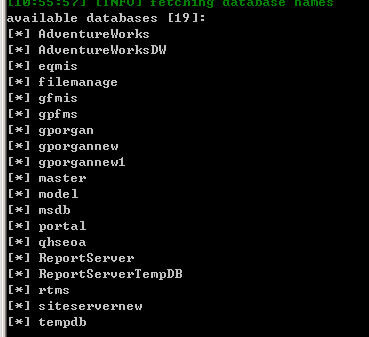 [10:55:57] [INFO] fetching database names
available databases [19]:
[*] AdventureWorks
[*] AdventureWorksDW
[*] eqmis
[*] filemanage
[*] gfmis
[*] gpfms
[*] gporgan
[*] gporgannew
[*] gporgannew1
[*] master
[*] model
[*] msdb
[*] portal
[*] qhseoa
[*] ReportServer
[*] ReportServerTempDB
[*] rtms
[*] siteservernew
[*] tempdb